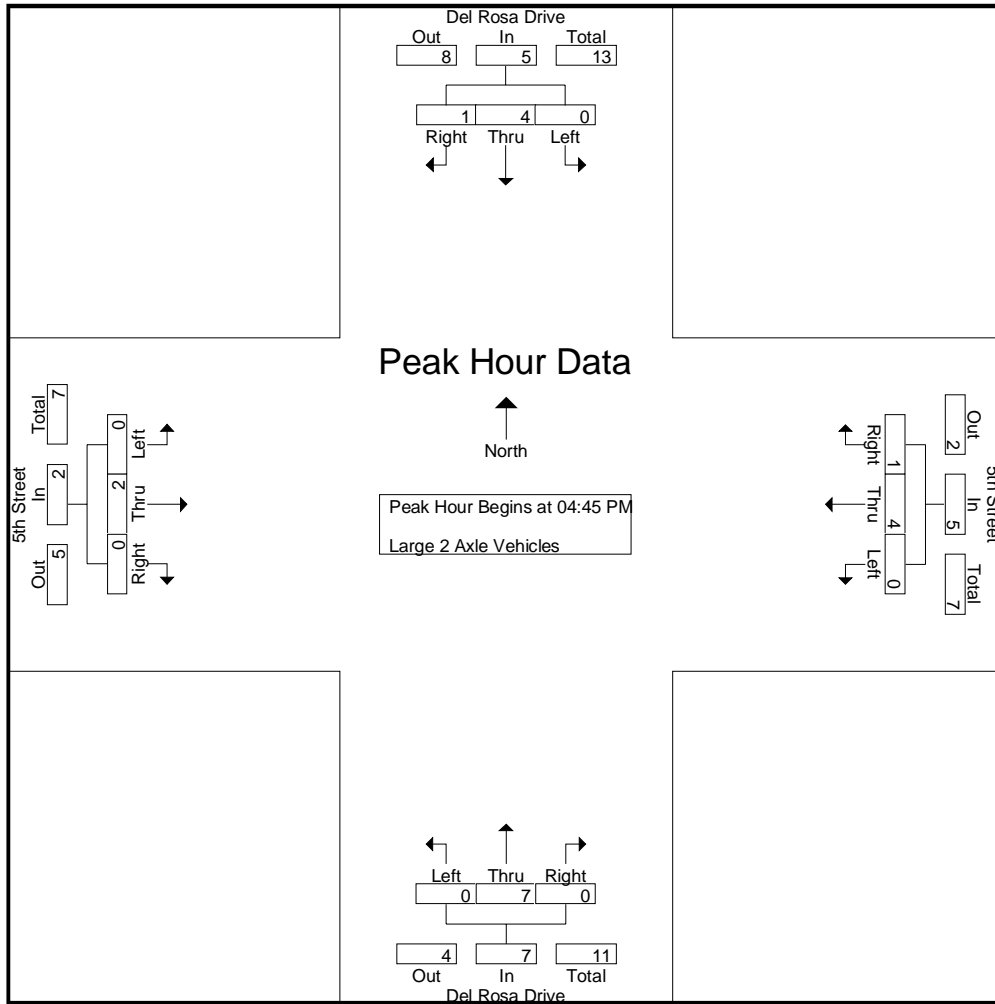 Del Rosa Drive
Out In Total
8 5 13
1 4 0
Right Thru Left
Peak Hour Data
North
Peak Hour Begins at 04:45 PM
Large 2 Axle Vehicles
5th Street
Total In Out
7 2 5
0 2 0
Left Thru Right
5th Street
Out In Total
2 5 7
1 4 0
Right Thru Left
Left Thru Right
0 7 0
4 7 11
Out In Total
Del Rosa Drive